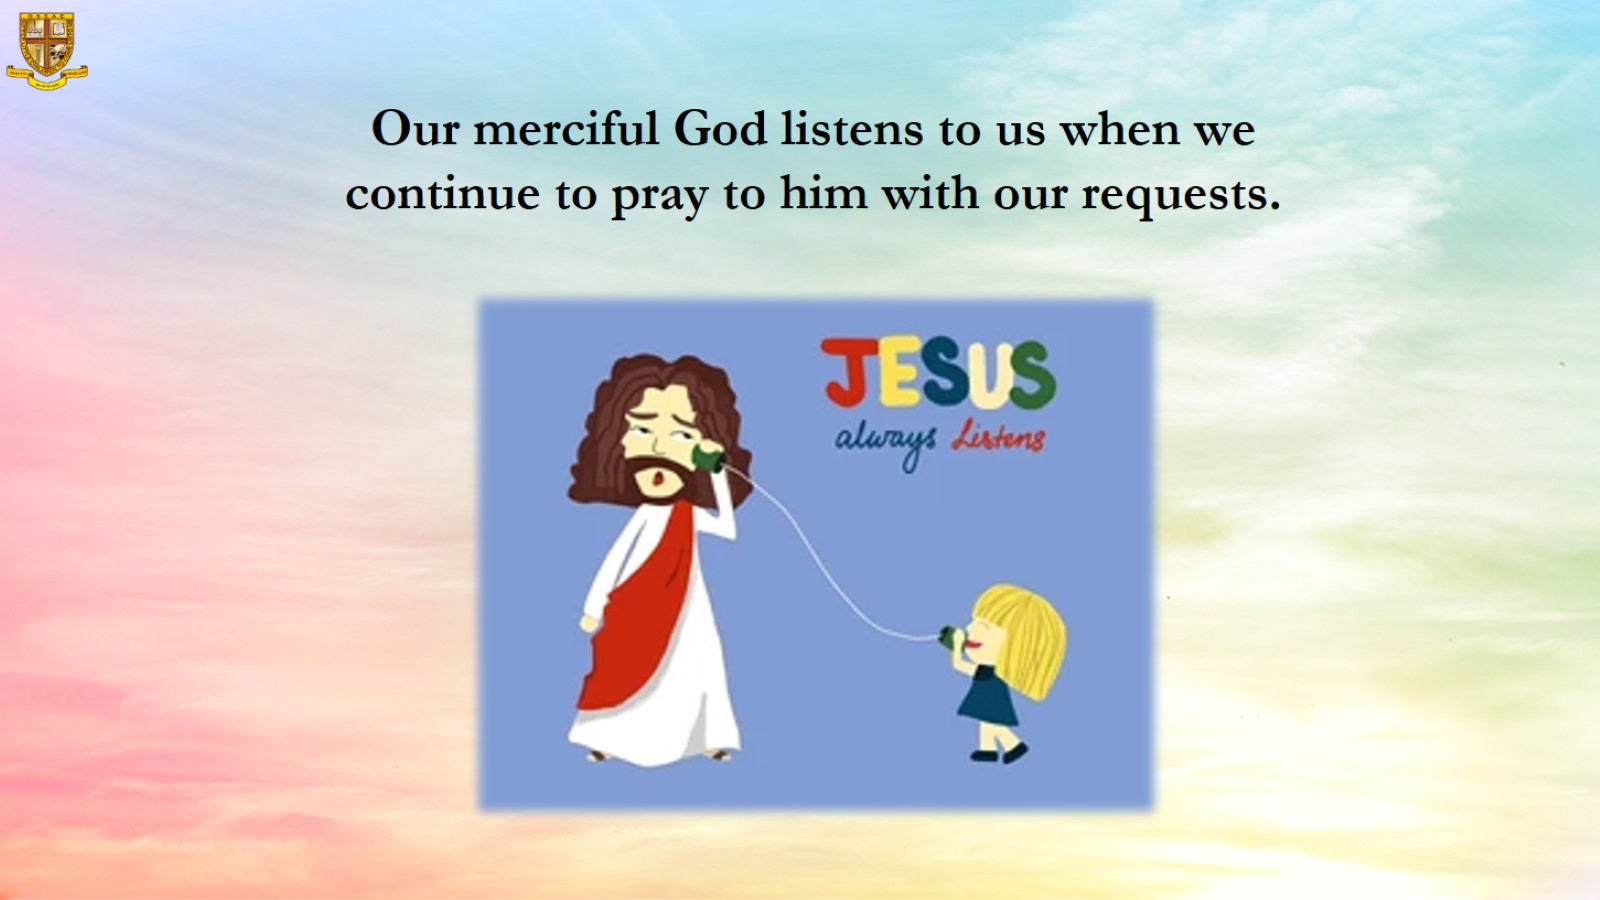 Our merciful God listens to us when we
continue to pray to him with our requests.
JESUS
always Listens